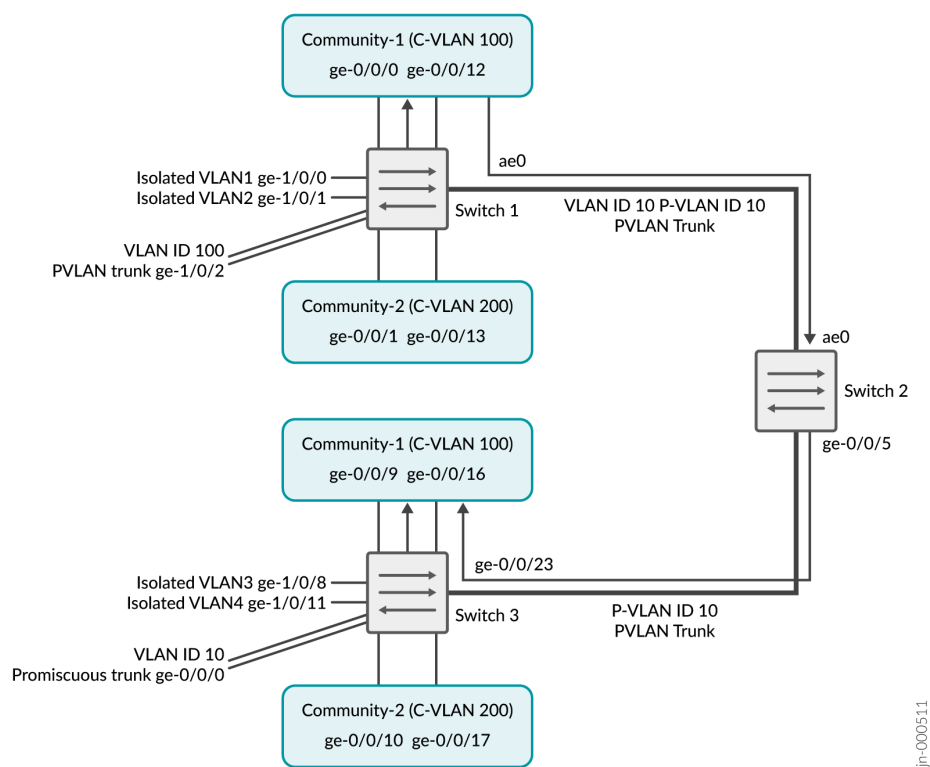 Community-1 (C-VLAN 100)
ge-0/0/0 ge-0/0/12
ae0
Isolated VLAN1 ge-1/0/0
Isolated VLAN2 ge-1/0/1
Switch 1
VLAN ID 10 P-VLAN ID 10
PVLAN Trunk
VLAN ID 100
PVLAN trunk ge-1/0/2
Community-2 (C-VLAN 200)
ge-0/0/1 ge-0/0/13
ae0
Switch 2
ge-0/0/5
Community-1 (C-VLAN 100)
ge-0/0/9 ge-0/0/16
ge-0/0/23
Isolated VLAN3 ge-1/0/8
Isolated VLAN4 ge-1/0/11
Switch 3
P-VLAN ID 10
PVLAN Trunk
VLAN ID 10
Promiscuous trunk ge-0/0/0
Community-2 (C-VLAN 200)
ge-0/0/10 ge-0/0/17
jn-000511